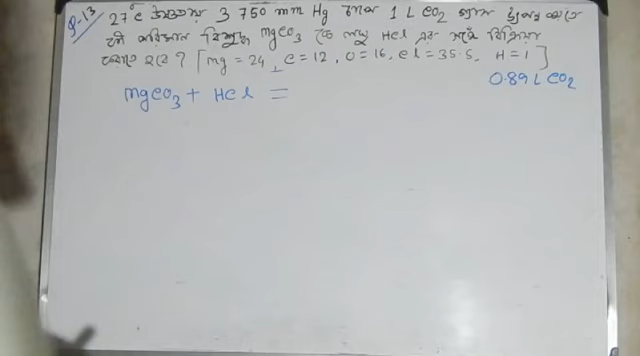 Q-13 27°C উষ্ণতায় ও 750 mm Hg চাপে 1 L CO₂ গ্যাস উৎপন্ন করতে
কী পরিমাণ বিশুদ্ধ MgCO₃ কে লঘু HCl এর সঙ্গে বিক্রিয়া
করাতে হবে? [Mg = 24, C = 12, O = 16, Cl = 35.5, H = 1]
0.89 L CO₂
MgCO₃ + HCl =